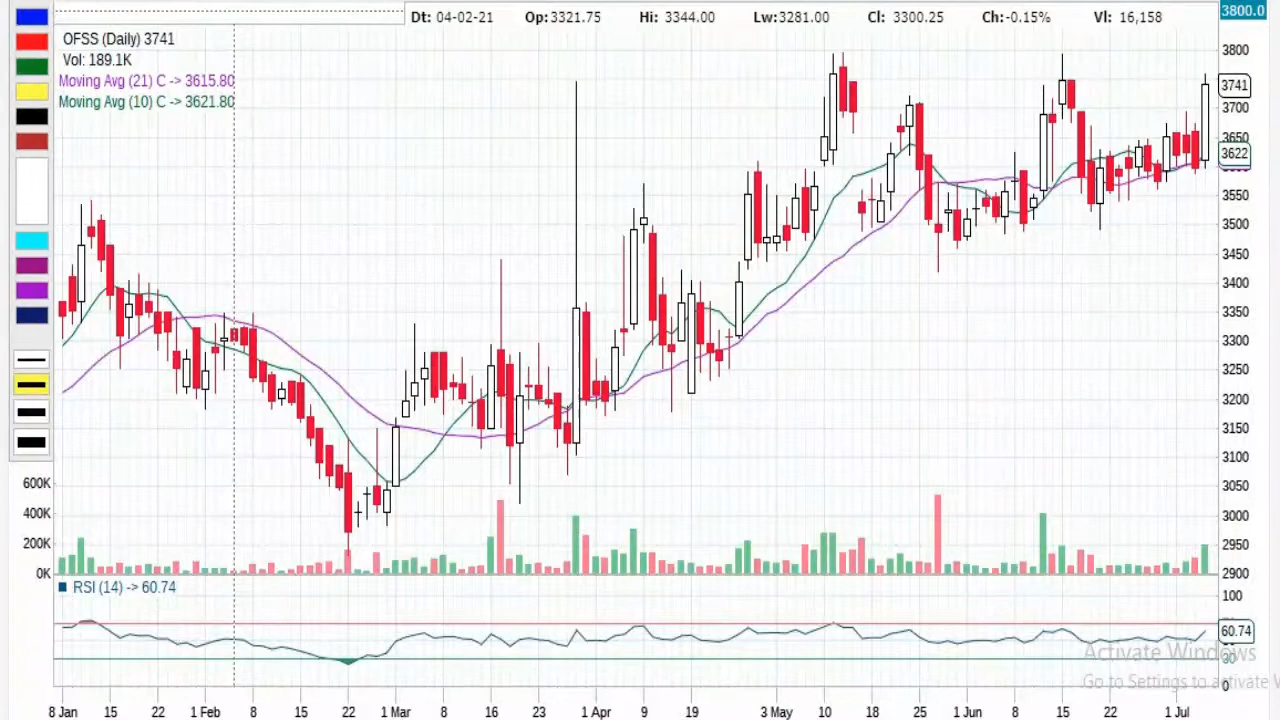 Dt: 04-02-21 Op:3321.75 Hi: 3344.00 Lw:3281.00 Cl: 3300.25 Ch:-0.15% Vl: 16,158
3800.0
OFSS (Daily) 3741
Vol: 189.1K
Moving Avg (21) C -> 3615.80
Moving Avg (10) C -> 3621.80
3800
3741
3700
3650
3622
3550
3500
3450
3400
3350
3300
3250
3200
3150
3100
3050
3000
2950
2900
600K
400K
200K
0K
RSI (14) -> 60.74
100
60.74
30
0
Activate Windows
Go to Settings to activate W
8 Jan 15 22 1 Feb 8 15 22 1 Mar 8 16 23 1 Apr 8 19 3 May 10 18 25 1 Jun 8 15 22 1 Jul